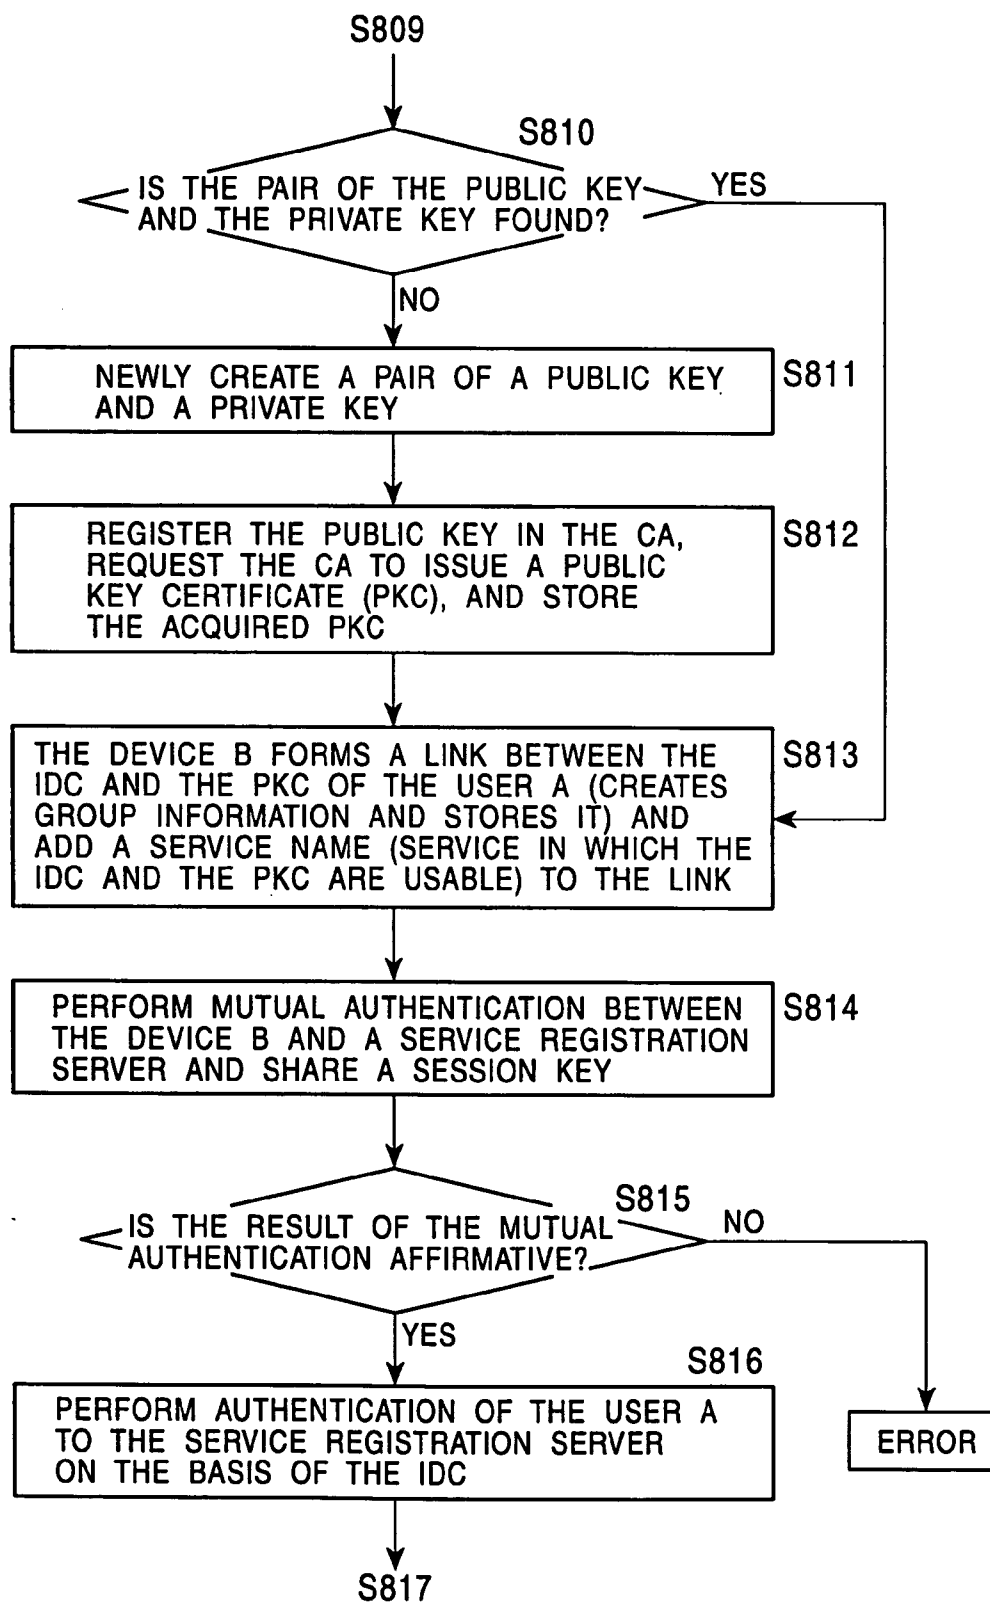 S809
S810
IS THE PAIR OF THE PUBLIC KEY
AND THE PRIVATE KEY FOUND?
YES
NO
NEWLY CREATE A PAIR OF A PUBLIC KEY
AND A PRIVATE KEY
S811
REGISTER THE PUBLIC KEY IN THE CA,
REQUEST THE CA TO ISSUE A PUBLIC
KEY CERTIFICATE (PKC), AND STORE
THE ACQUIRED PKC
S812
THE DEVICE B FORMS A LINK BETWEEN THE
IDC AND THE PKC OF THE USER A (CREATES
GROUP INFORMATION AND STORES IT) AND
ADD A SERVICE NAME (SERVICE IN WHICH THE
IDC AND THE PKC ARE USABLE) TO THE LINK
S813
PERFORM MUTUAL AUTHENTICATION BETWEEN
THE DEVICE B AND A SERVICE REGISTRATION
SERVER AND SHARE A SESSION KEY
S814
S815
IS THE RESULT OF THE MUTUAL
AUTHENTICATION AFFIRMATIVE?
NO
YES
S816
PERFORM AUTHENTICATION OF THE USER A
TO THE SERVICE REGISTRATION SERVER
ON THE BASIS OF THE IDC
ERROR
S817